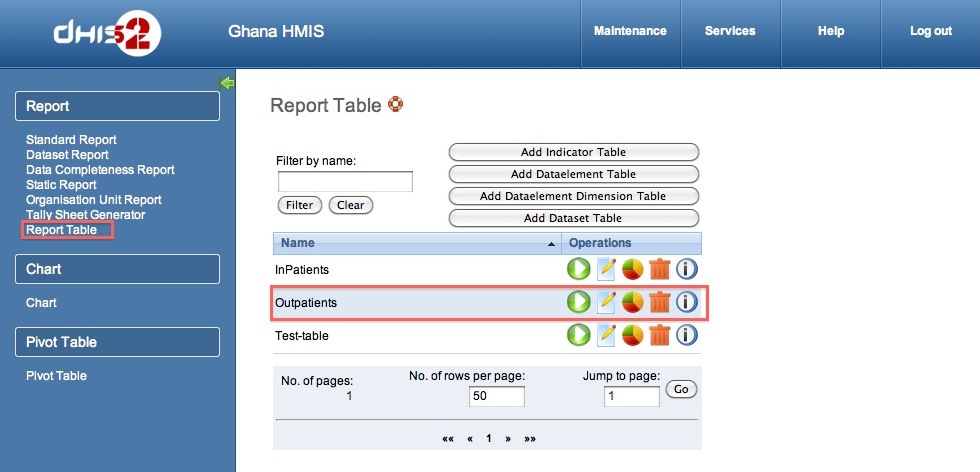 dhis2
Ghana HMIS
Maintenance
Services
Help
Log out
Report
Standard Report
Dataset Report
Data Completeness Report
Static Report
Organisation Unit Report
Tally Sheet Generator
Report Table
Chart
Chart
Pivot Table
Pivot Table
Report Table
Filter by name:
Filter
Clear
Add Indicator Table
Add Dataelement Table
Add Dataelement Dimension Table
Add Dataset Table
Name
Operations
InPatients
Outpatients
Test-table
No. of pages:
1
No. of rows per page:
50
Jump to page:
1
Go
«« « 1 » »»